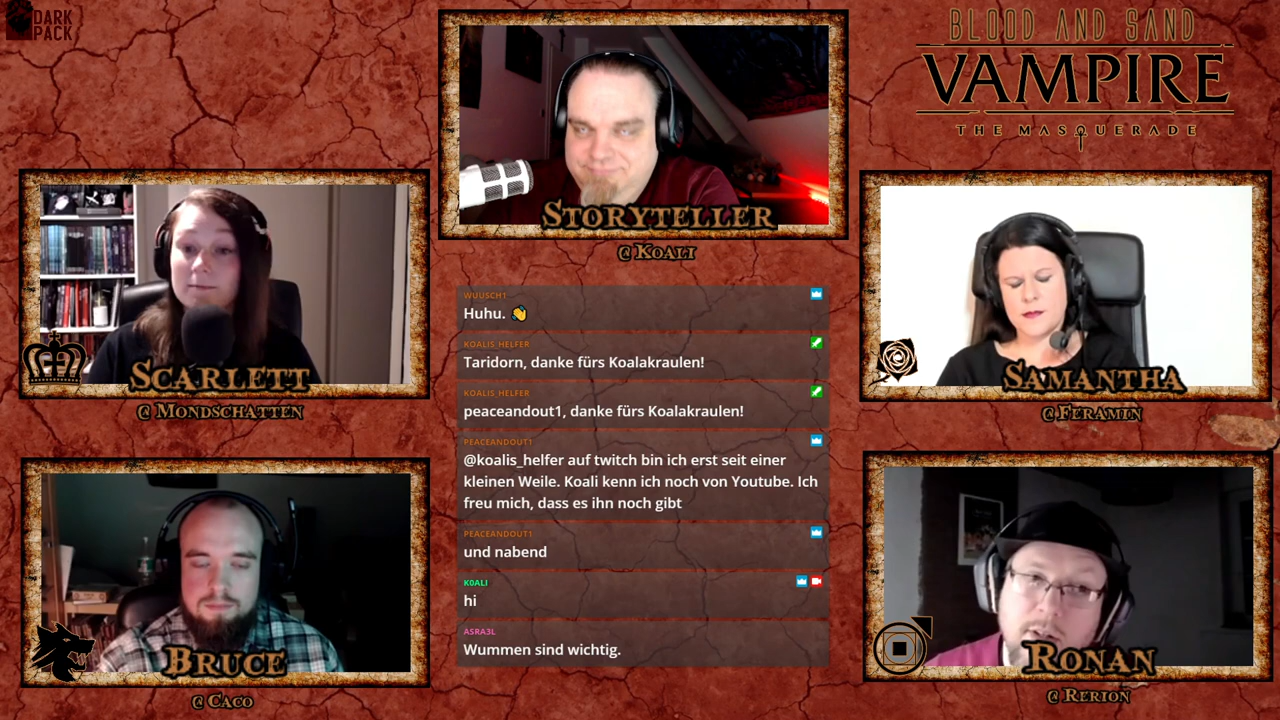 DARK
PACK
BLOOD AND SAND
VAMPIRE
THE MASQUERADE
STORYTELLER
@ KOALI
SCARLETT
@ MONDSCHATTEN
SAMANTHA
@ FERAMIN
WUUSCH1
Huhu. 👋
KOALIS_HELFER
Taridorn, danke fürs Koalakraulen!
KOALIS_HELFER
peaceandout1, danke fürs Koalakraulen!
PEACEANDOUT1
@koalis_helfer auf twitch bin ich erst seit einer
kleinen Weile. Koali kenn ich noch von Youtube. Ich
freu mich, dass es ihn noch gibt
PEACEANDOUT1
und nabend
K0ALI
hi
ASRA3L
Wummen sind wichtig.
BRUCE
@ CACO
RONAN
@ RERION